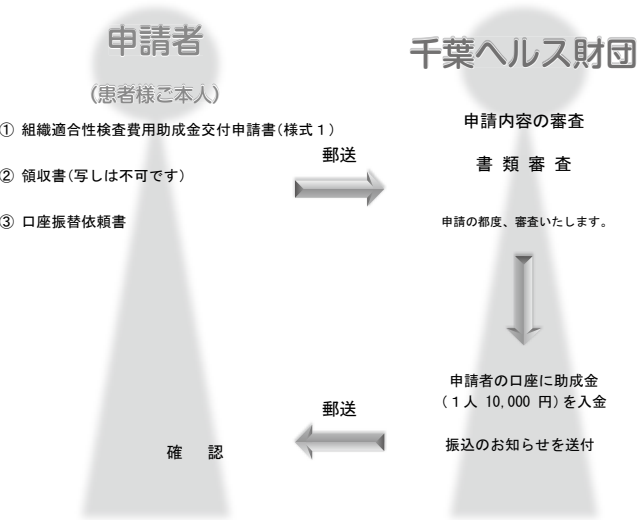 申請者
(患者様ご本人)
① 組織適合性検査費用助成金交付申請書(様式１)
② 領収書(写しは不可です)
③ 口座振替依頼書
郵送
千葉ヘルス財団
申請内容の審査
書 類 審 査
申請の都度、審査いたします。
申請者の口座に助成金
(１人 10,000 円)を入金
振込のお知らせを送付
郵送
確　認